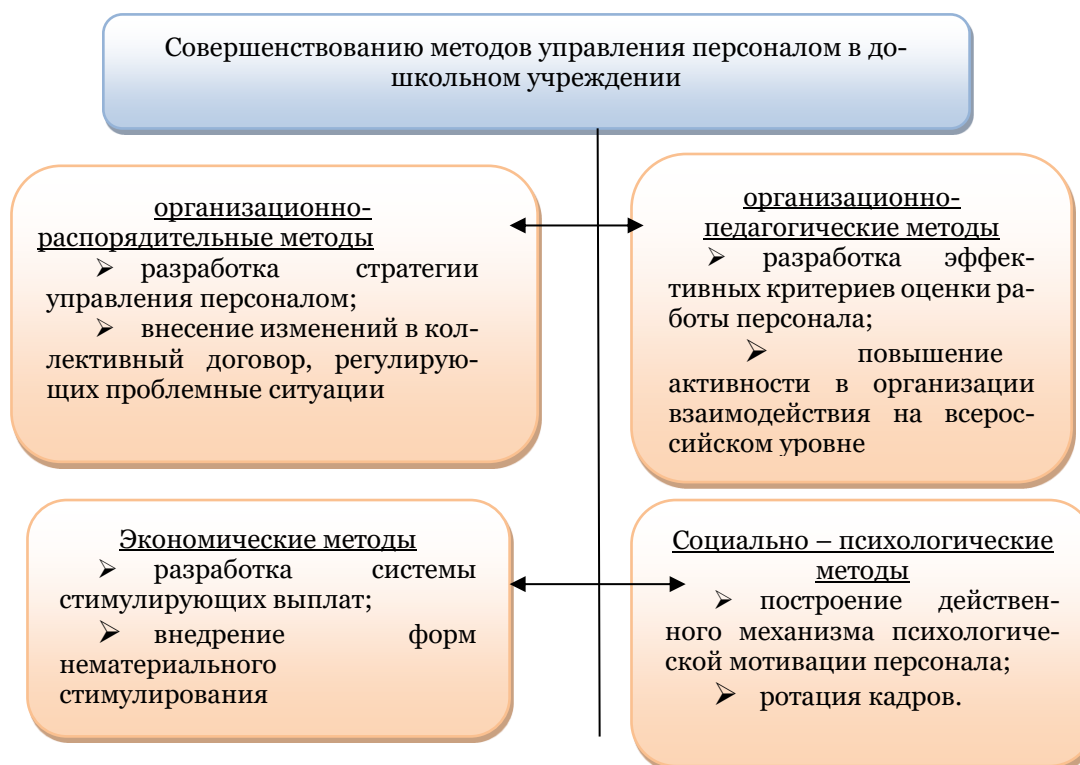 Совершенствованию методов управления персоналом в до-
школьном учреждении
организационно-
распорядительные методы
➢ разработка стратегии
управления персоналом;
➢ внесение изменений в кол-
лективный договор, регулирую-
щих проблемные ситуации
организационно-
педагогические методы
➢ разработка эффек-
тивных критериев оценки ра-
боты персонала;
➢ повышение
активности в организации
взаимодействия на всерос-
сийском уровне
Экономические методы
➢ разработка системы
стимулирующих выплат;
➢ внедрение форм
нематериального
стимулирования
Социально – психологические
методы
➢ построение действен-
ного механизма психологиче-
ской мотивации персонала;
➢ ротация кадров.